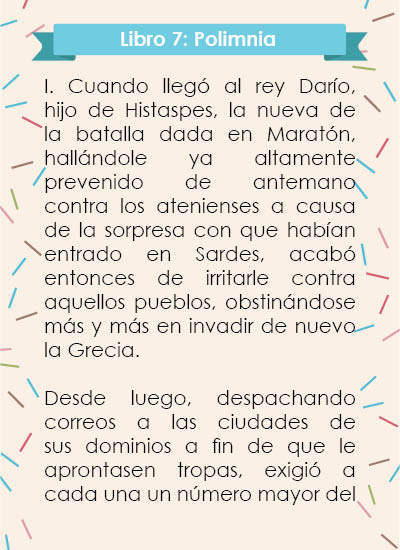 Libro 7: Polimnia
I. Cuando llegó al rey Darío,
hijo de Histaspes, la nueva de
la batalla dada en Maratón,
hallándole ya altamente
prevenido de antemano
contra los atenienses a causa
de la sorpresa con que habían
entrado en Sardes, acabó
entonces de irritarle contra
aquellos pueblos, obstinándose
más y más en invadir de nuevo
la Grecia.
Desde luego, despachando
correos a las ciudades de
sus dominios a fin de que le
aprontasen tropas, exigió a
cada una un número mayor del